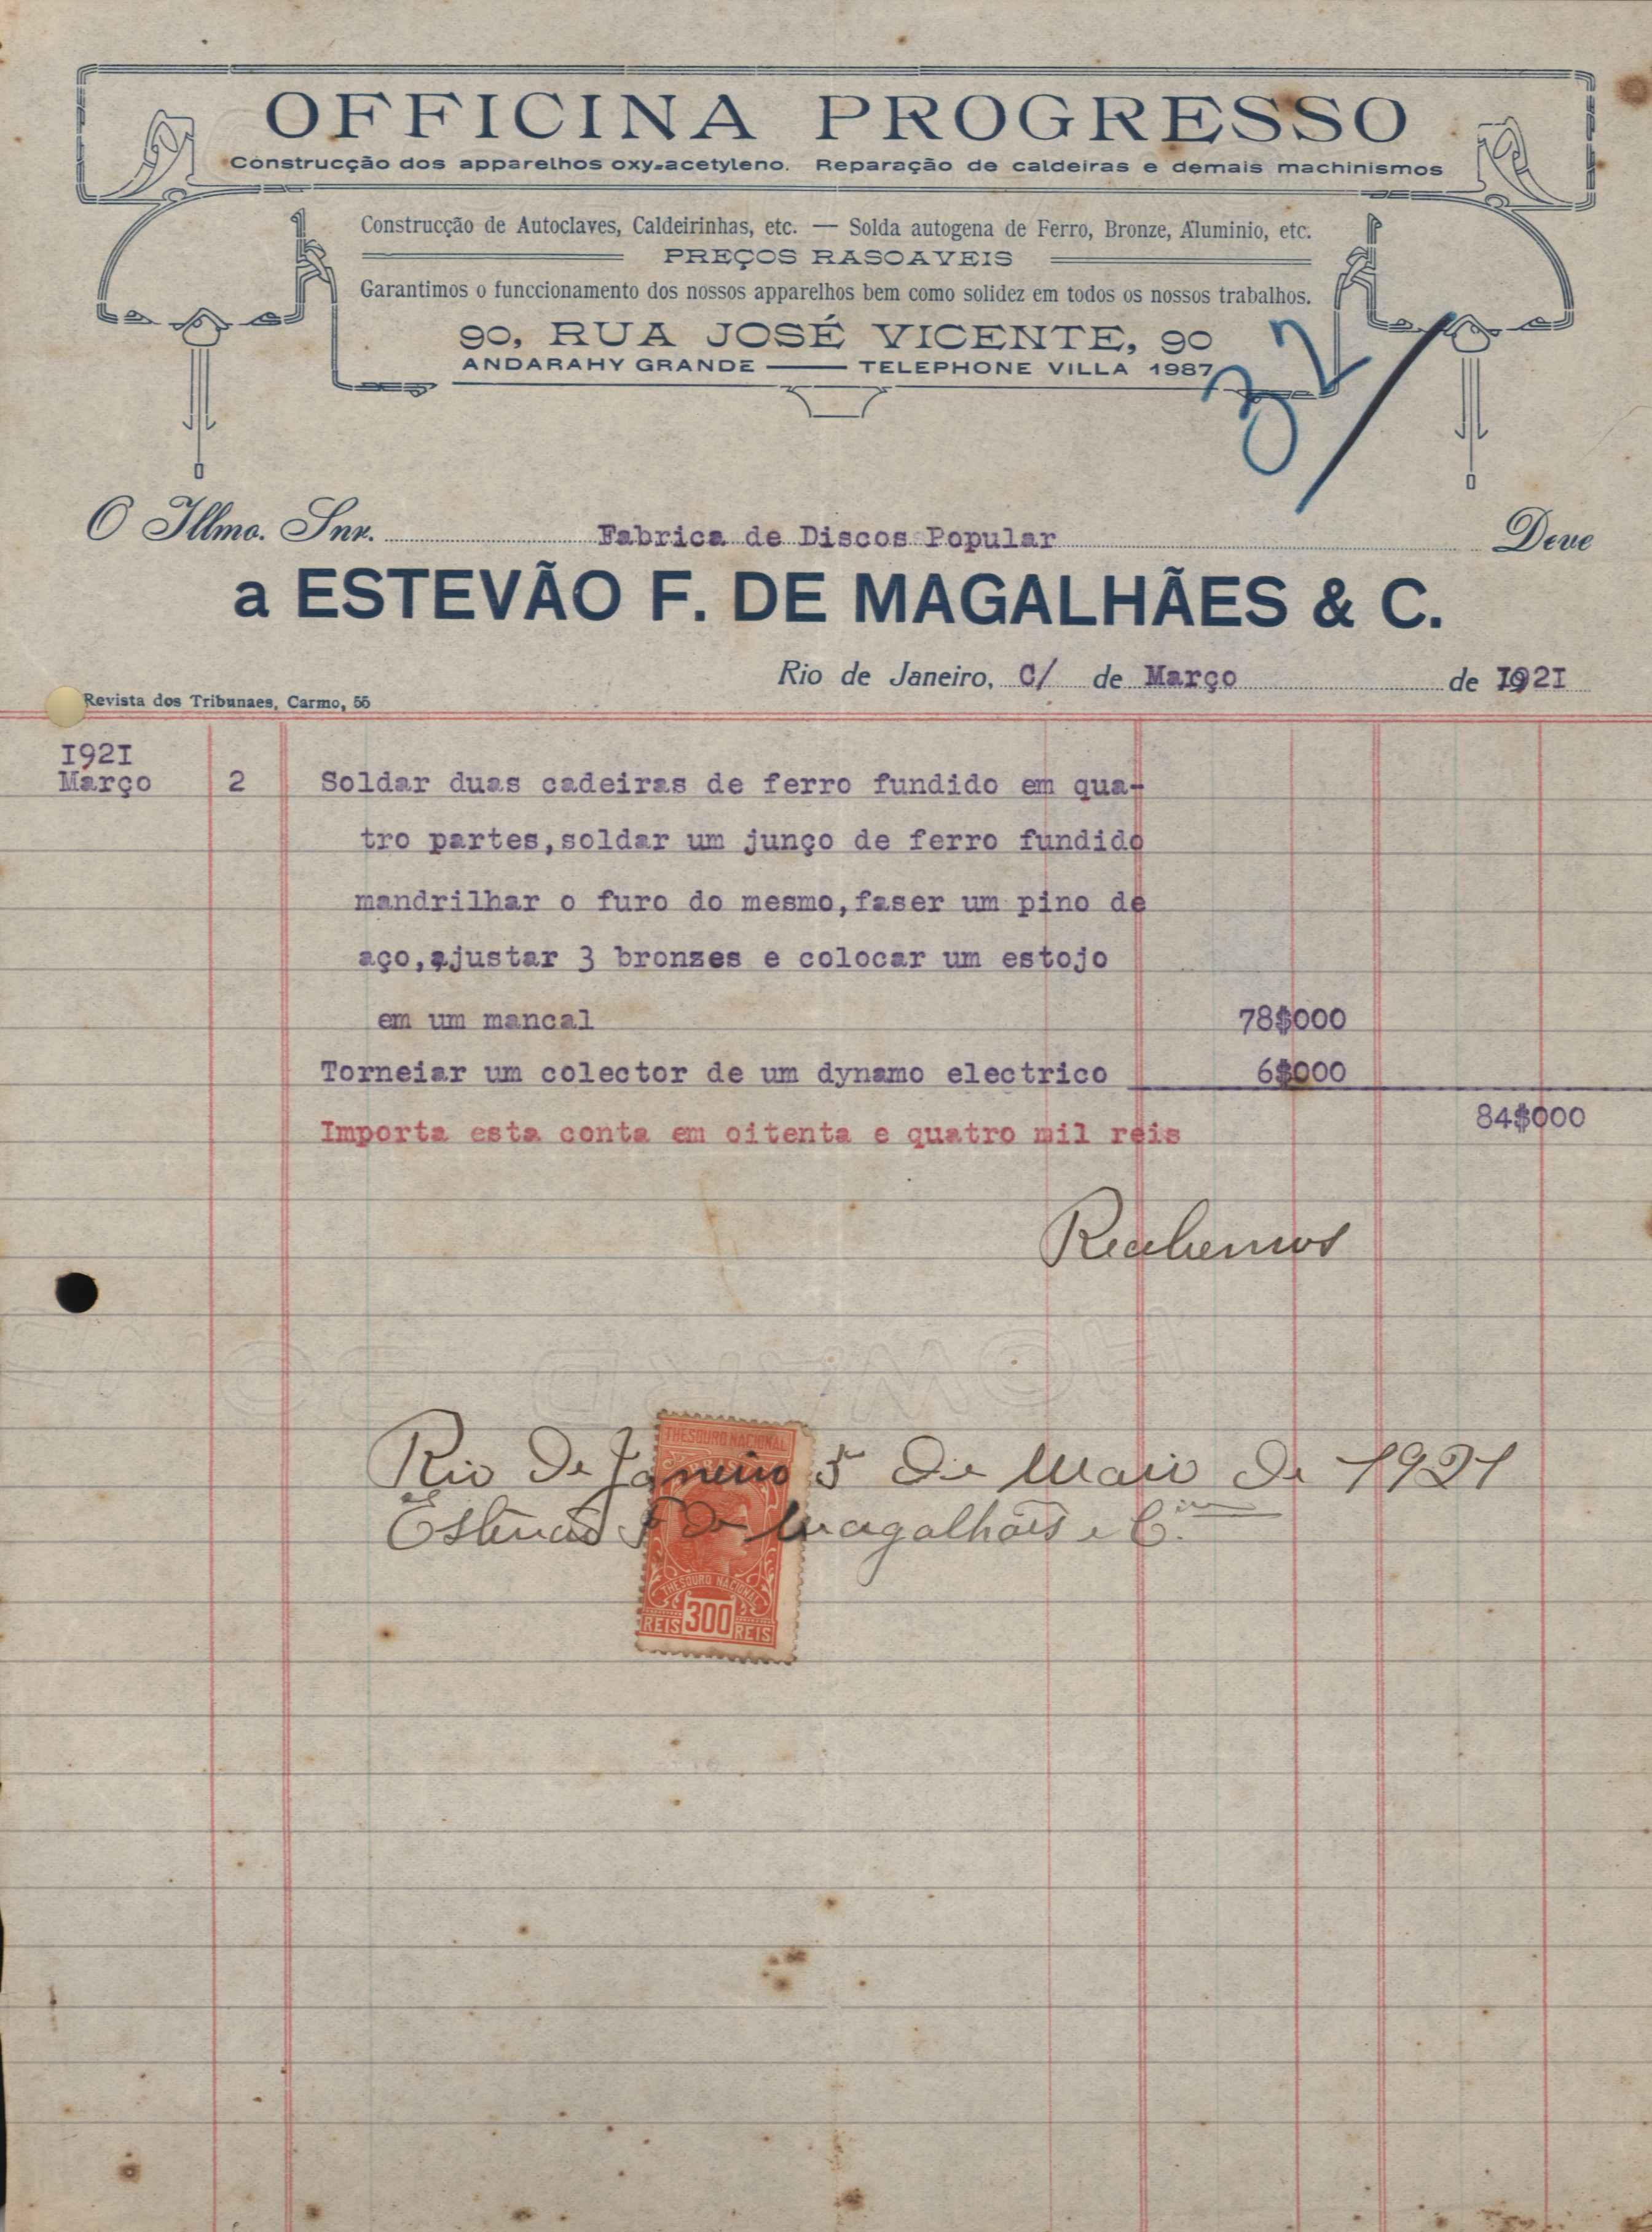 OFFICINA PROGRESSO
Construcção dos apparelhos oxy-acetyleno. Reparação de caldeiras e demais machinismos
Construcção de Autoclaves, Caldeirinhas, etc. — Solda autogena de Ferro, Bronze, Aluminio, etc.
PREÇOS RASOAVEIS
Garantimos o funccionamento dos nossos apparelhos bem como solidez em todos os nossos trabalhos.
90, RUA JOSÉ VICENTE, 90
ANDARAHY GRANDE — TELEPHONE VILLA 1987
32/
O Illmo. Snr. Fabrica de Discos Popular Deve
a ESTEVÃO F. DE MAGALHÃES & C.
Rio de Janeiro, C/ de Março de 1921
Revista dos Tribunaes, Carmo, 55
I92I
Março 2 Soldar duas cadeiras de ferro fundido em qua-
tro partes,soldar um junço de ferro fundido
mandrilhar o furo do mesmo,faser um pino de
aço,ajustar 3 bronzes e colocar um estojo
em um mancal 78$000
Torneiar um colector de um dynamo electrico 6$000
84$000
Importa esta conta em oitenta e quatro mil reis
Recebemos
HOWARD BOND
THESOURO NACIONAL
Rio De Janeiro 5 de Maio de 1921
Estevão F de Magalhães e Cia
THESOURO NACIONAL
REIS 300 REIS